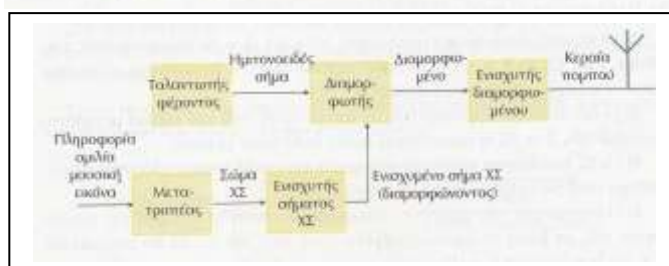 Ημιτονοειδές
σήμα
Διαμορφω-
μένο
Κεραία
πομπού
Ταλαντωτής
φέροντος
Διαμορ-
φωτής
Ενισχυτής
διαμορφω-
μένου
Πληροφορία
ομιλία
μουσική
εικόνα
Μετα-
τροπέας
Σώμα
ΧΣ
Ενισχυτής
σήματος
ΧΣ
Ενισχυμένο σήμα ΧΣ
(διαμορφώνοντος)